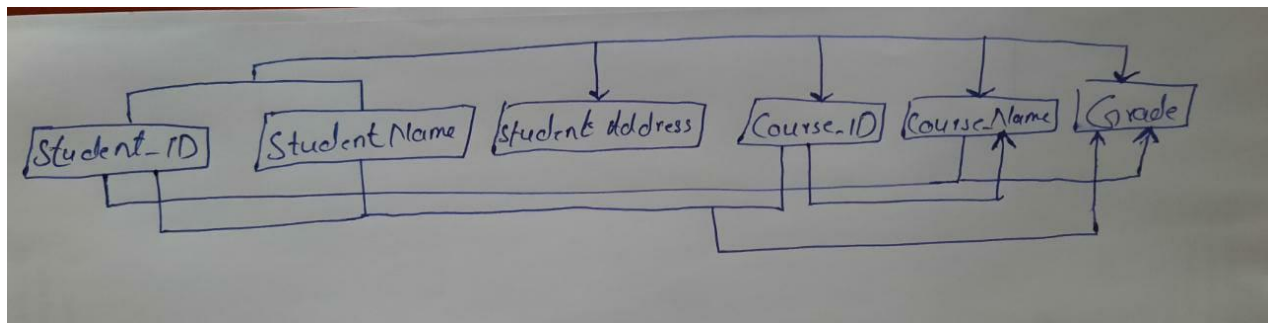 Student_ID
Student Name
Student Address
Course_ID
Course_Name
Grade